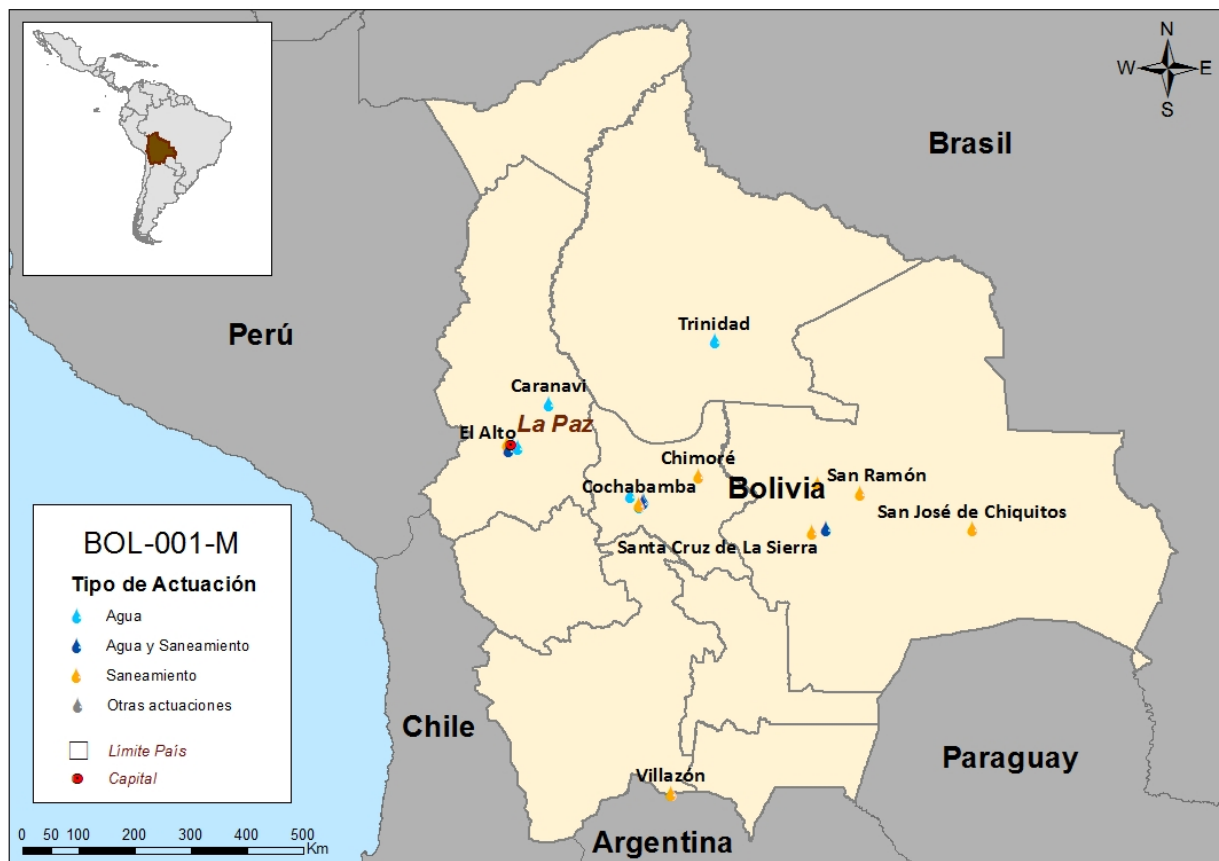 N
W E
S
Brasil
Perú
Trinidad
Caranavi
La Paz
El Alto
Chimoré
Cochabamba
Bolivia
San Ramón
San José de Chiquitos
Santa Cruz de La Sierra
Chile
Paraguay
Villazón
Argentina
BOL-001-M
Tipo de Actuación
Agua
Agua y Saneamiento
Saneamiento
Otras actuaciones
Límite País
Capital
0 50 100 200 300 400 500
Km